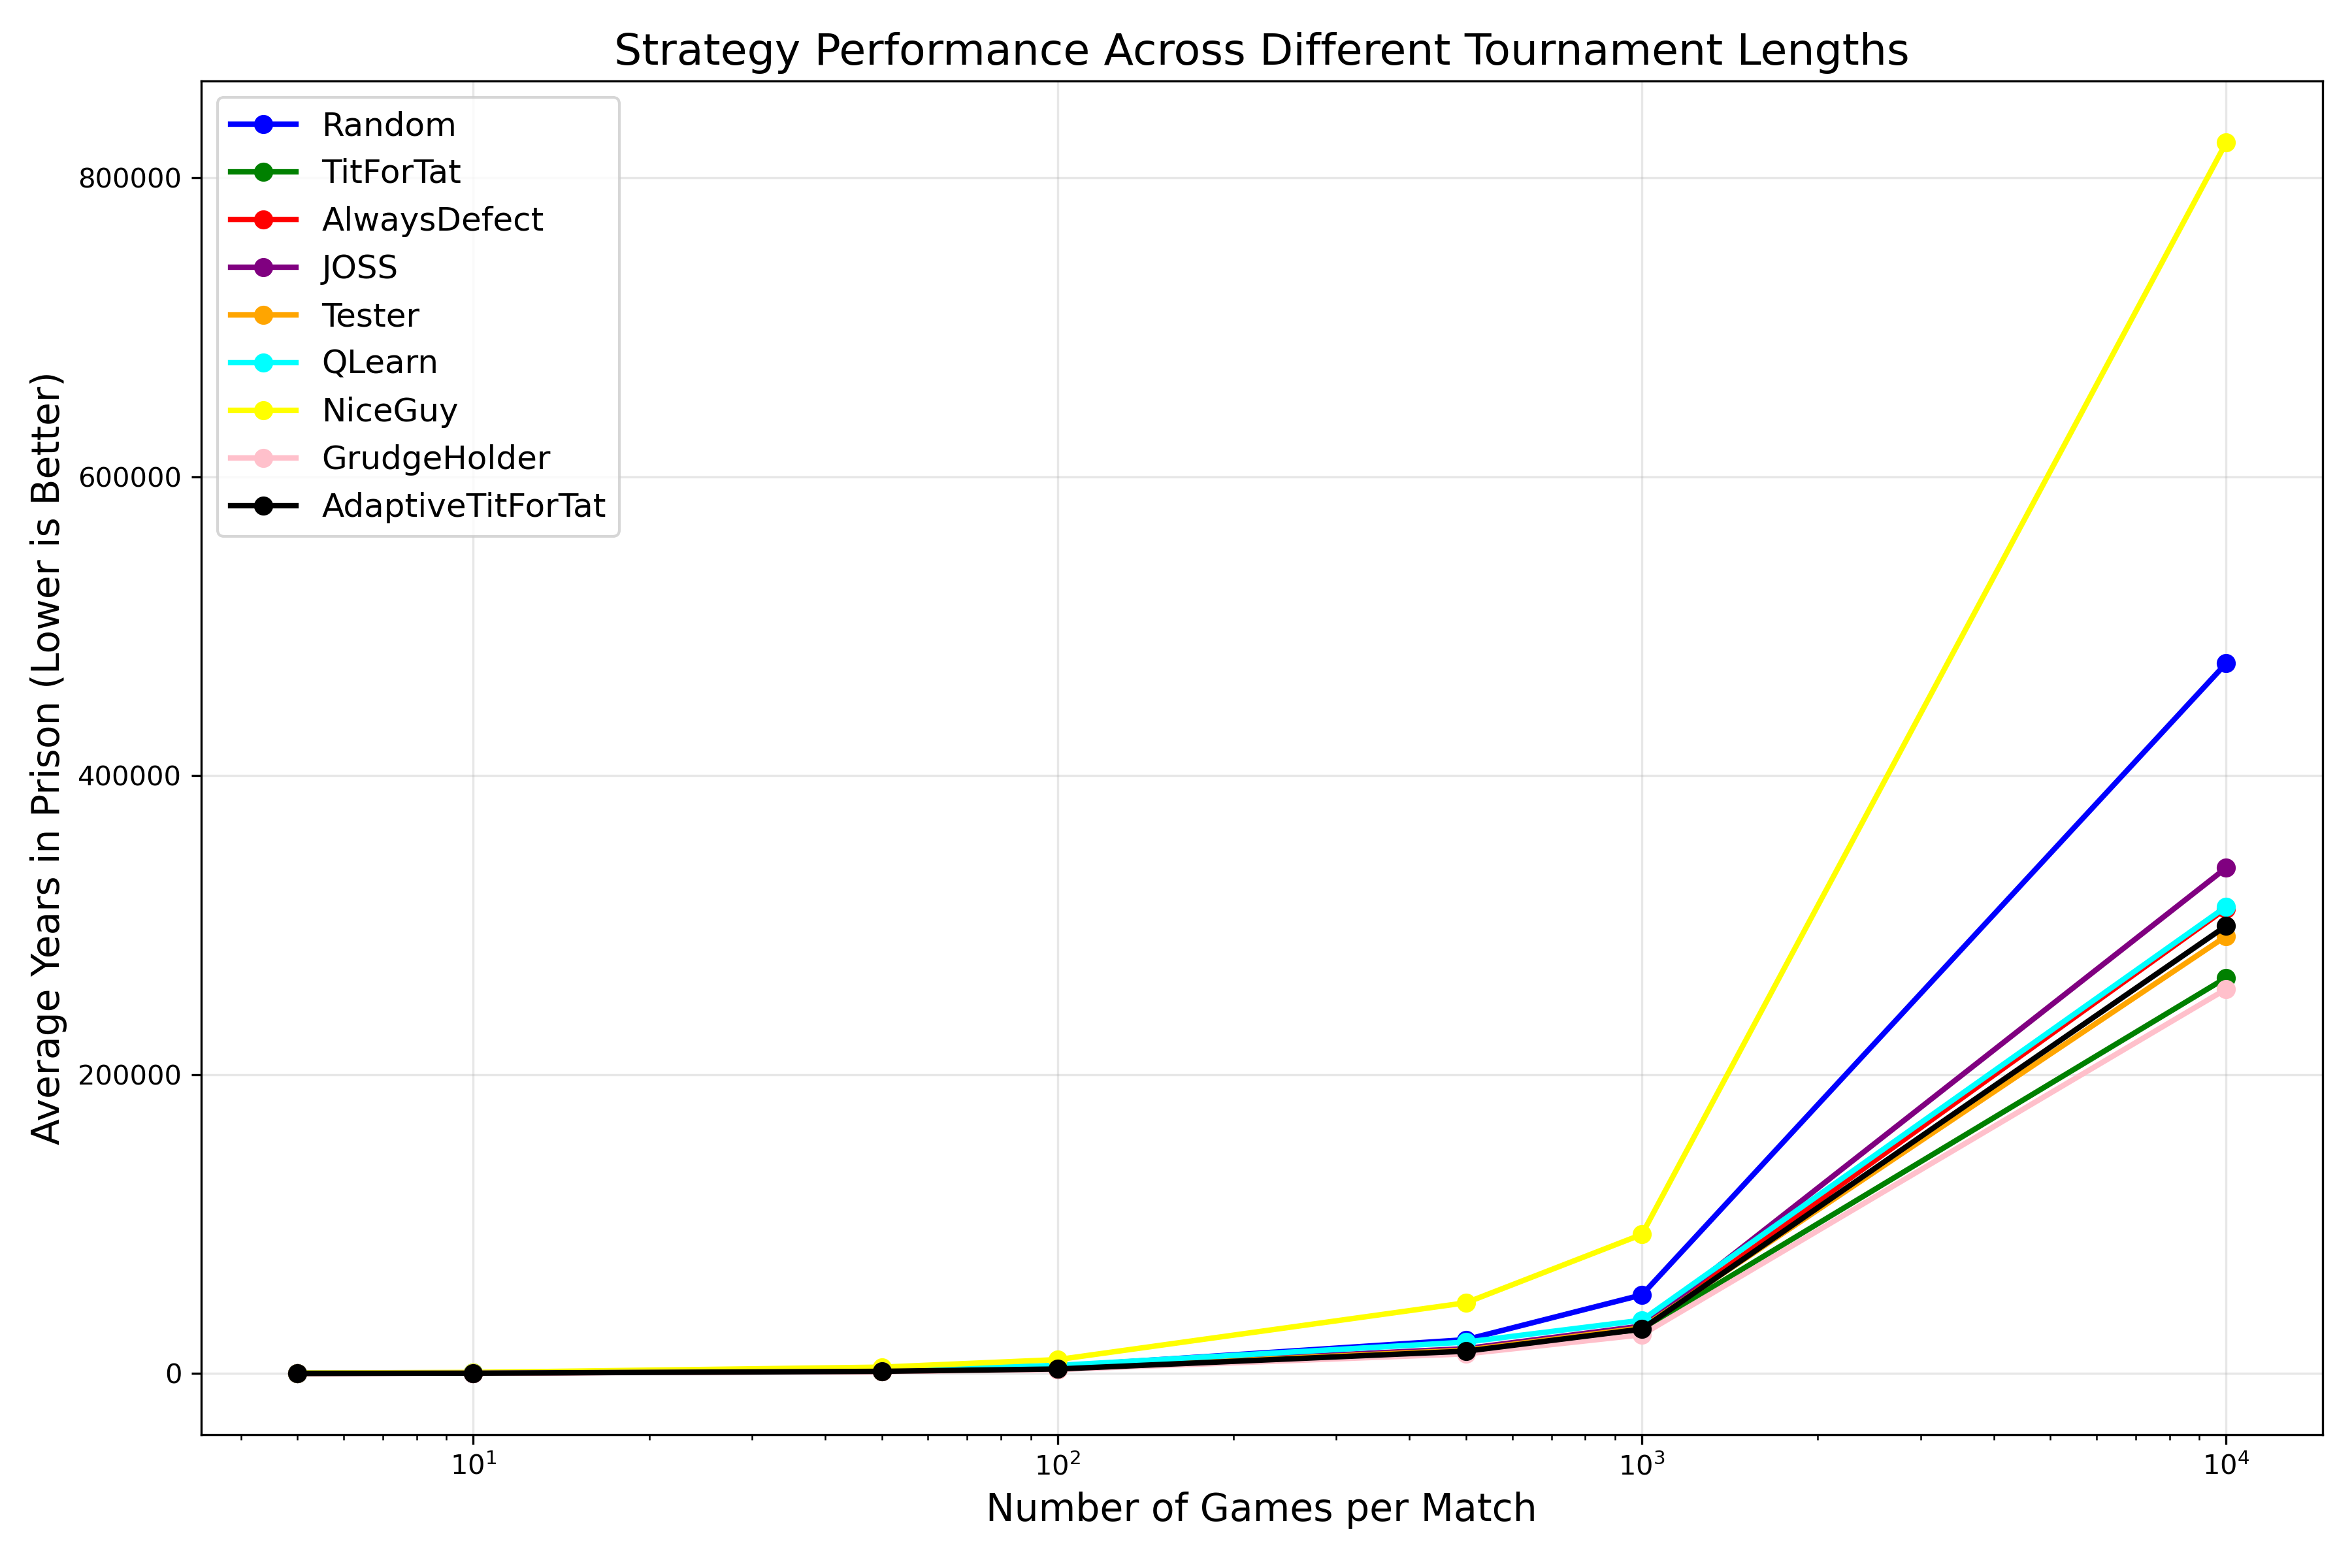 Strategy Performance Across Different Tournament Lengths
Average Years in Prison (Lower is Better)
800000
600000
400000
200000
0
Random
TitForTat
AlwaysDefect
JOSS
Tester
QLearn
NiceGuy
GrudgeHolder
AdaptiveTitForTat
10¹ 10² 10³ 10⁴
Number of Games per Match